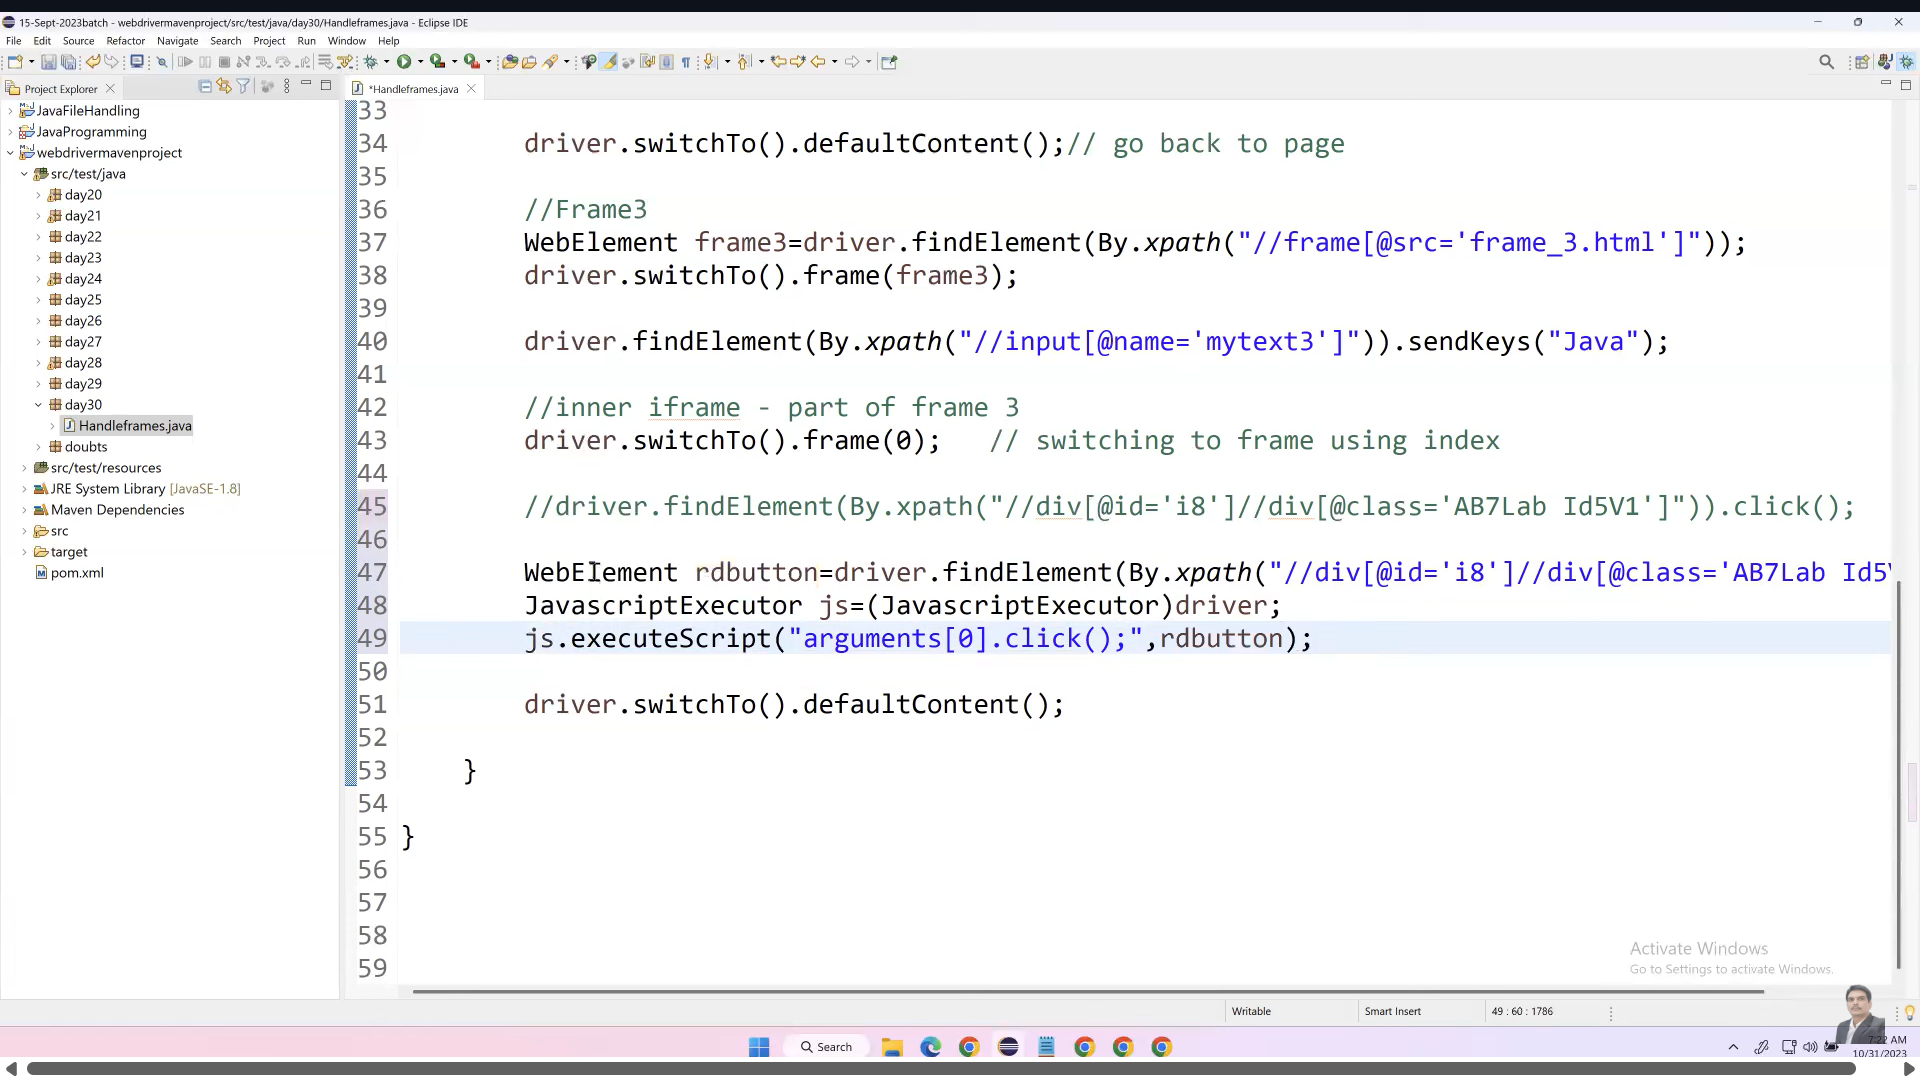 15-Sept-2023batch - webdrivermavenproject/src/test/java/day30/Handleframes.java - Eclipse IDE
File Edit Source Refactor Navigate Search Project Run Window Help
Project Explorer
*Handleframes.java
JavaFileHandling
JavaProgramming
webdrivermavenproject
src/test/java
day20
day21
day22
day23
day24
day25
day26
day27
day28
day29
day30
Handleframes.java
doubts
src/test/resources
JRE System Library [JavaSE-1.8]
Maven Dependencies
src
target
pom.xml
33
34 driver.switchTo().defaultContent();// go back to page
35
36 //Frame3
37 WebElement frame3=driver.findElement(By.xpath("//frame[@src='frame_3.html']"));
38 driver.switchTo().frame(frame3);
39
40 driver.findElement(By.xpath("//input[@name='mytext3']")).sendKeys("Java");
41
42 //inner iframe - part of frame 3
43 driver.switchTo().frame(0); // switching to frame using index
44
45 //driver.findElement(By.xpath("//div[@id='i8']//div[@class='AB7Lab Id5V1']")).click();
46
47 WebElement rdbutton=driver.findElement(By.xpath("//div[@id='i8']//div[@class='AB7Lab Id5V
48 JavascriptExecutor js=(JavascriptExecutor)driver;
49 js.executeScript("arguments[0].click();",rdbutton);
50
51 driver.switchTo().defaultContent();
52
53 }
54
55 }
56
57
58
59
Activate Windows
Go to Settings to activate Windows.
Writable Smart Insert 49 : 60 : 1786
Search
7:22 AM
10/31/2023